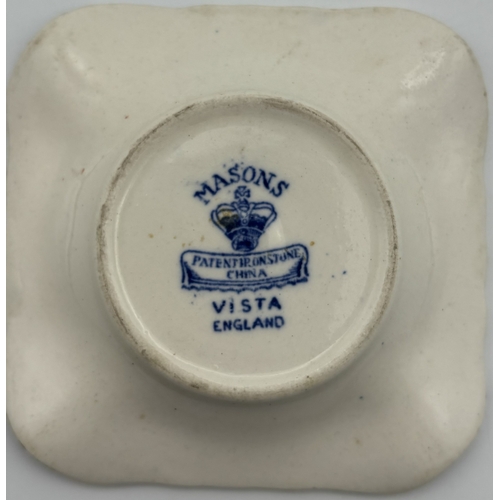 MASONS
PATENT IRONSTONE
CHINA
VISTA
ENGLAND